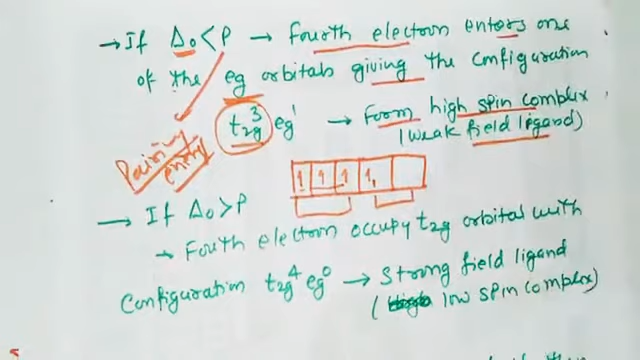 → If Δo < P → Fourth electron enters one
of the eg orbitals giving the configuration
t2g³ eg¹ → Form high spin complex
(weak field ligand)
Pairing
entry
1 1 1 1
→ If Δo > P
→ Fouth electron occupy t2g orbital with
Configuration t2g⁴ eg⁰ → Strong field ligand
(low spin complex)